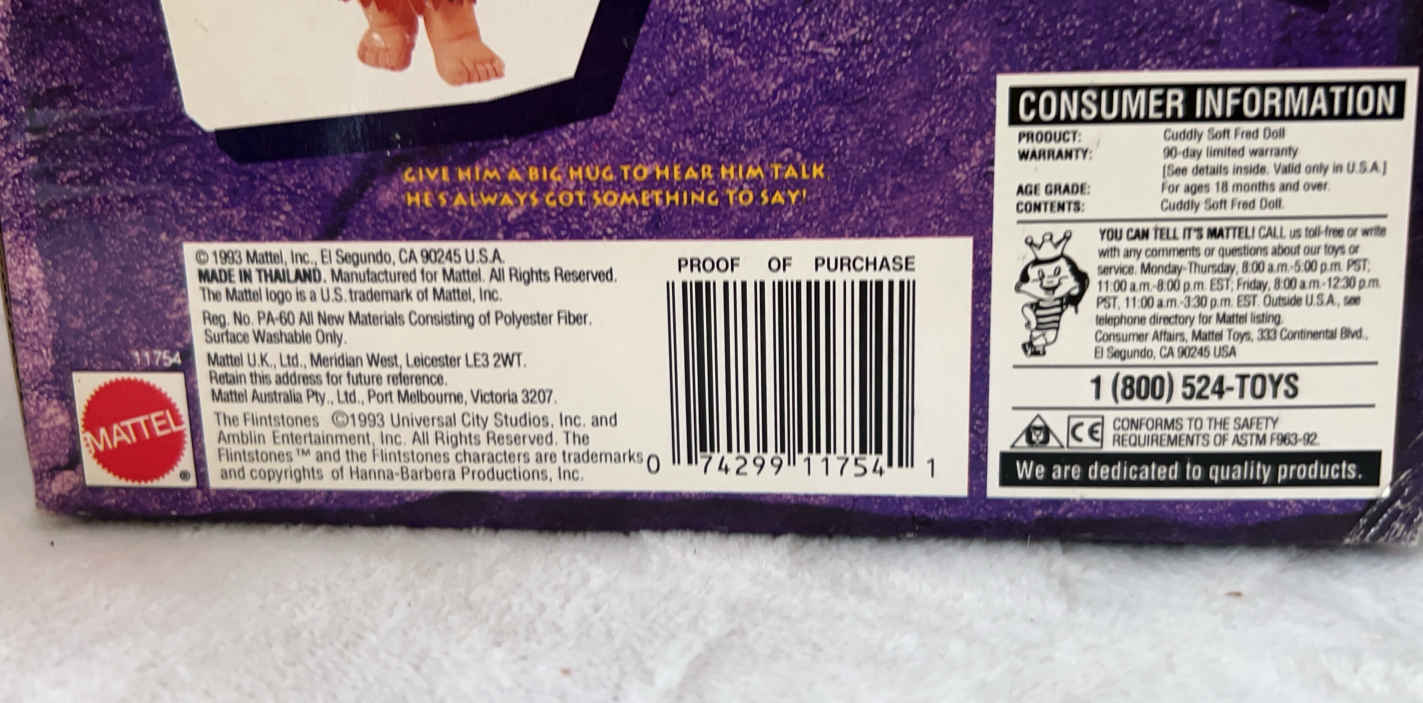 GIVE HIM A BIG HUG TO HEAR HIM TALK.
HE'S ALWAYS GOT SOMETHING TO SAY!
© 1993 Mattel, Inc., El Segundo, CA 90245 U.S.A.
MADE IN THAILAND. Manufactured for Mattel. All Rights Reserved.
The Mattel logo is a U.S. trademark of Mattel, Inc.
Reg. No. PA-60 All New Materials Consisting of Polyester Fiber.
Surface Washable Only.
Mattel U.K., Ltd., Meridian West, Leicester LE3 2WT.
Retain this address for future reference.
Mattel Australia Pty., Ltd., Port Melbourne, Victoria 3207.
The Flintstones ©1993 Universal City Studios, Inc. and
Amblin Entertainment, Inc. All Rights Reserved. The
Flintstones™ and the Flintstones characters are trademarks
and copyrights of Hanna-Barbera Productions, Inc.
11754
MATTEL
®
PROOF OF PURCHASE
0 74299 11754 1
CONSUMER INFORMATION
PRODUCT: Cuddly Soft Fred Doll
WARRANTY: 90-day limited warranty
[See details inside. Valid only in U.S.A.]
AGE GRADE: For ages 18 months and over.
CONTENTS: Cuddly Soft Fred Doll.
YOU CAN TELL IT'S MATTEL! CALL us toll-free or write
with any comments or questions about our toys or
service. Monday-Thursday, 8:00 a.m.-5:00 p.m. PST;
11:00 a.m.-8:00 p.m. EST; Friday, 8:00 a.m.-12:30 p.m.
PST, 11:00 a.m.-3:30 p.m. EST. Outside U.S.A., see
telephone directory for Mattel listing.
Consumer Affairs, Mattel Toys, 333 Continental Blvd.,
El Segundo, CA 90245 USA
1 (800) 524-TOYS
CE
CONFORMS TO THE SAFETY
REQUIREMENTS OF ASTM F963-92.
We are dedicated to quality products.